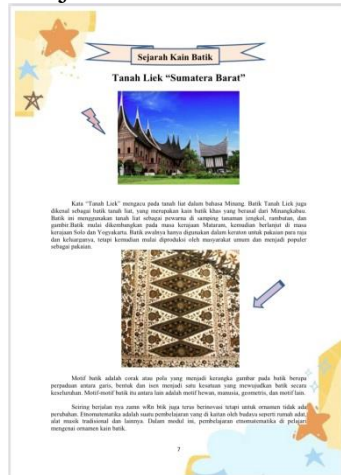 Sejarah Kain Batik
Tanah Liek “Sumatera Barat”
Kata “Tanah Liek” mengacu pada tanah liat dalam bahasa Minang. Batik Tanah Liek juga
dikenal sebagai batik tanah liat, yang merupakan kain batik khas yang berasal dari Minangkabau.
Batik ini menggunakan tanah liat sebagai pewarna di samping tanaman jengkol, rambutan, dan
gambir.Batik mulai dikembangkan pada masa kerajaan Mataram, kemudian berlanjut di masa
kerajaan Solo dan Yogyakarta. Batik awalnya hanya digunakan dalam keraton untuk pakaian para raja
dan keluarganya, tetapi kemudian mulai diproduksi oleh masyarakat umum dan menjadi populer
sebagai pakaian.
Motif batik adalah corak atau pola yang menjadi kerangka gambar pada batik berupa
perpaduan antara garis, bentuk dan isen menjadi satu kesatuan yang mewujudkan batik secara
keseluruhan. Motif-motif batik itu antara lain adalah motif hewan, manusia, geometris, dan motif lain.
Seiring berjalan nya zamn btik juga terus berinovasi tetapi untuk ornamen tidak ada
perubahan. Etnomatematika adalah suatu pembelajaran yang di kaitan oleh budaya seperti rumah adat,
alat musik tradisional dan lainnya. Dalam modul ini, pembelajaran etnomatematika di pelajari
mengenai ornamen kain batik.
7